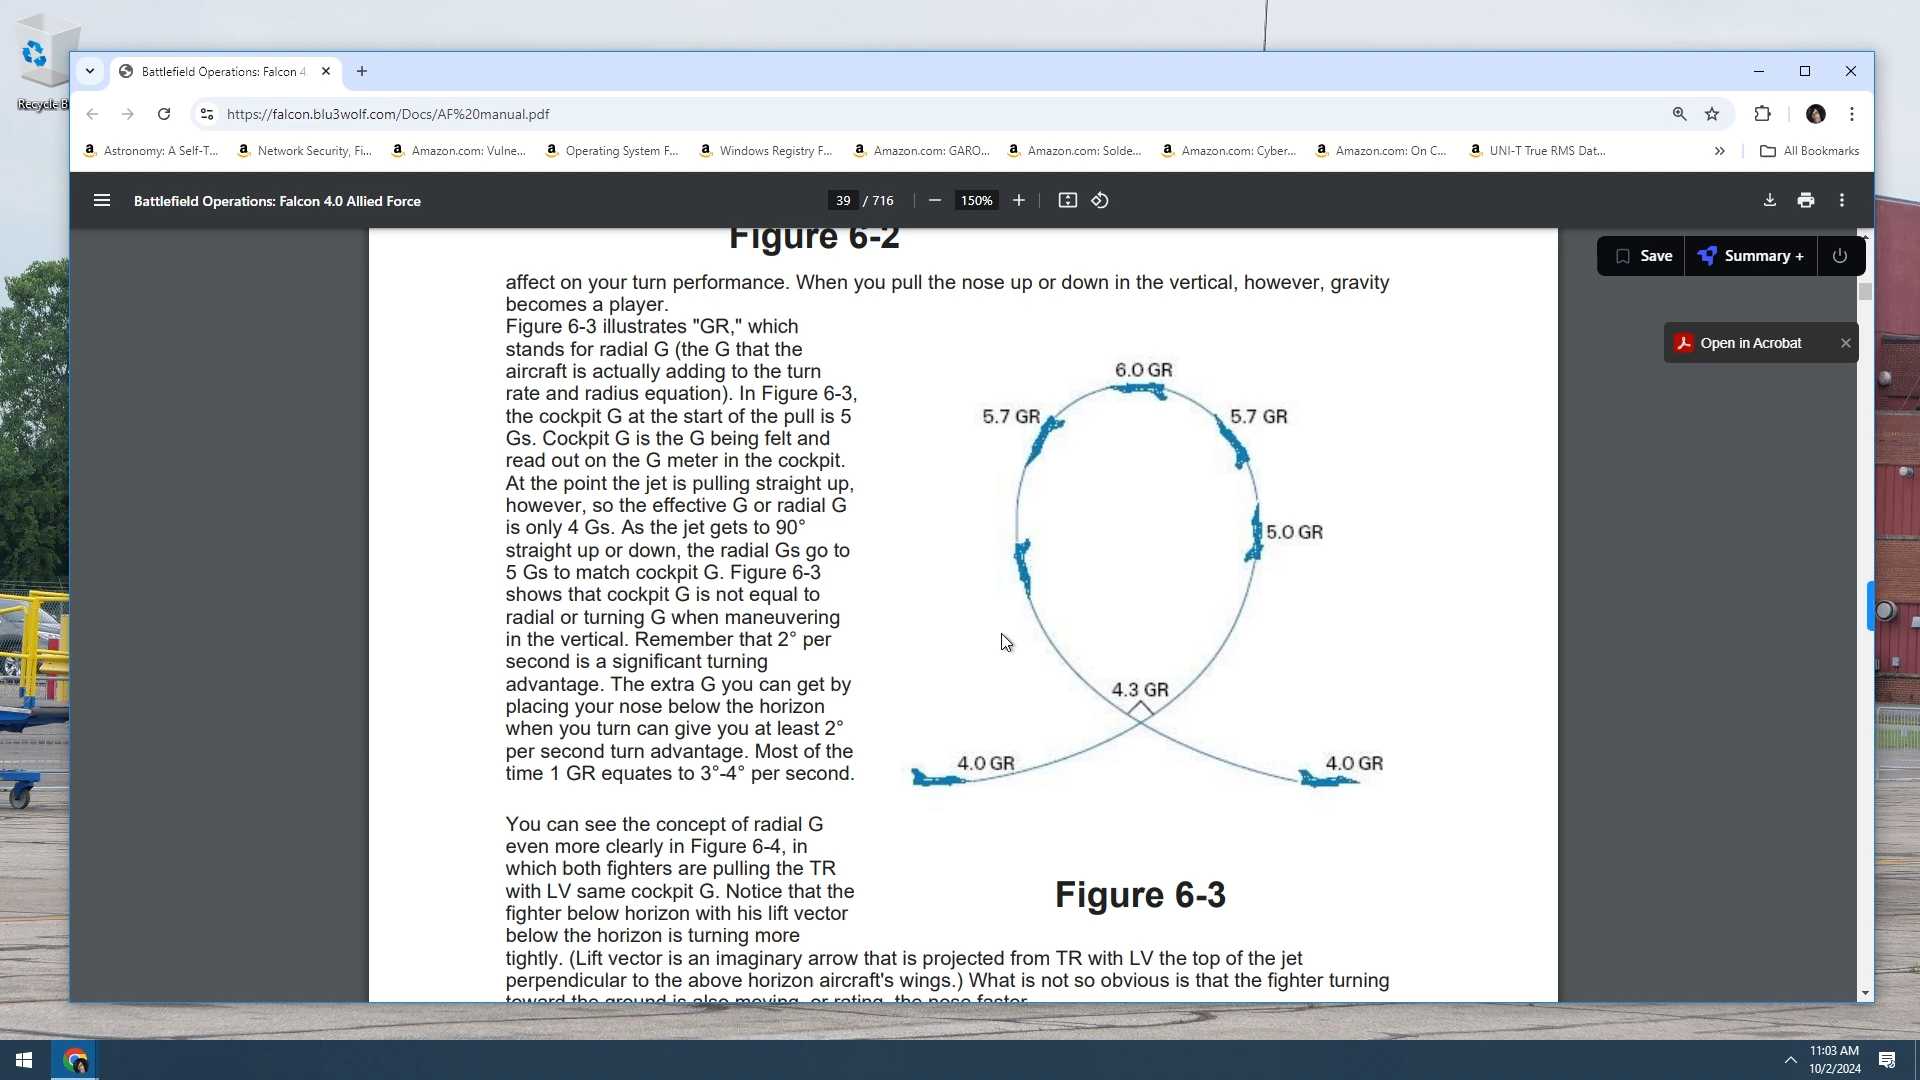 Recycle B
Battlefield Operations: Falcon 4
https://falcon.blu3wolf.com/Docs/AF%20manual.pdf
Astronomy: A Self-T...
Network Security, Fi...
Amazon.com: Vulne...
Operating System F...
Windows Registry F...
Amazon.com: GARO...
Amazon.com: Solde...
Amazon.com: Cyber...
Amazon.com: On C...
UNI-T True RMS Dat...
»
All Bookmarks
Battlefield Operations: Falcon 4.0 Allied Force
39 / 716
150%
Save
Summary +
Open in Acrobat
Figure 6-2
affect on your turn performance. When you pull the nose up or down in the vertical, however, gravity
becomes a player.
Figure 6-3 illustrates "GR," which
stands for radial G (the G that the
aircraft is actually adding to the turn
rate and radius equation). In Figure 6-3,
the cockpit G at the start of the pull is 5
Gs. Cockpit G is the G being felt and
read out on the G meter in the cockpit.
At the point the jet is pulling straight up,
however, so the effective G or radial G
is only 4 Gs. As the jet gets to 90°
straight up or down, the radial Gs go to
5 Gs to match cockpit G. Figure 6-3
shows that cockpit G is not equal to
radial or turning G when maneuvering
in the vertical. Remember that 2° per
second is a significant turning
advantage. The extra G you can get by
placing your nose below the horizon
when you turn can give you at least 2°
per second turn advantage. Most of the
time 1 GR equates to 3°-4° per second.
6.0 GR
5.7 GR
5.7 GR
5.0 GR
4.3 GR
4.0 GR
4.0 GR
Figure 6-3
You can see the concept of radial G
even more clearly in Figure 6-4, in
which both fighters are pulling the TR
with LV same cockpit G. Notice that the
fighter below horizon with his lift vector
below the horizon is turning more
tightly. (Lift vector is an imaginary arrow that is projected from TR with LV the top of the jet
perpendicular to the above horizon aircraft's wings.) What is not so obvious is that the fighter turning
toward the ground is also moving, or rating, the nose faster
11:03 AM
10/2/2024